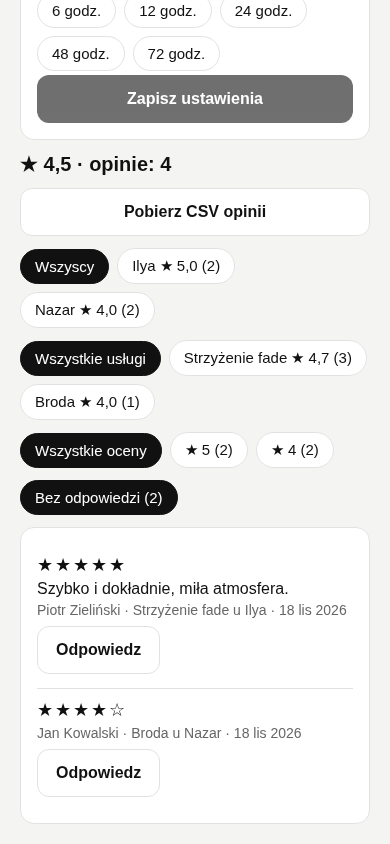 6 godz. 12 godz. 24 godz.
48 godz. 72 godz.
Zapisz ustawienia
★ 4,5 · opinie: 4
Pobierz CSV opinii
Wszyscy Ilya ★ 5,0 (2)
Nazar ★ 4,0 (2)
Wszystkie usługi Strzyżenie fade ★ 4,7 (3)
Broda ★ 4,0 (1)
Wszystkie oceny ★ 5 (2) ★ 4 (2)
Bez odpowiedzi (2)
★★★★★
Szybko i dokładnie, miła atmosfera.
Piotr Zieliński · Strzyżenie fade u Ilya · 18 lis 2026
Odpowiedz
★★★★☆
Jan Kowalski · Broda u Nazar · 18 lis 2026
Odpowiedz